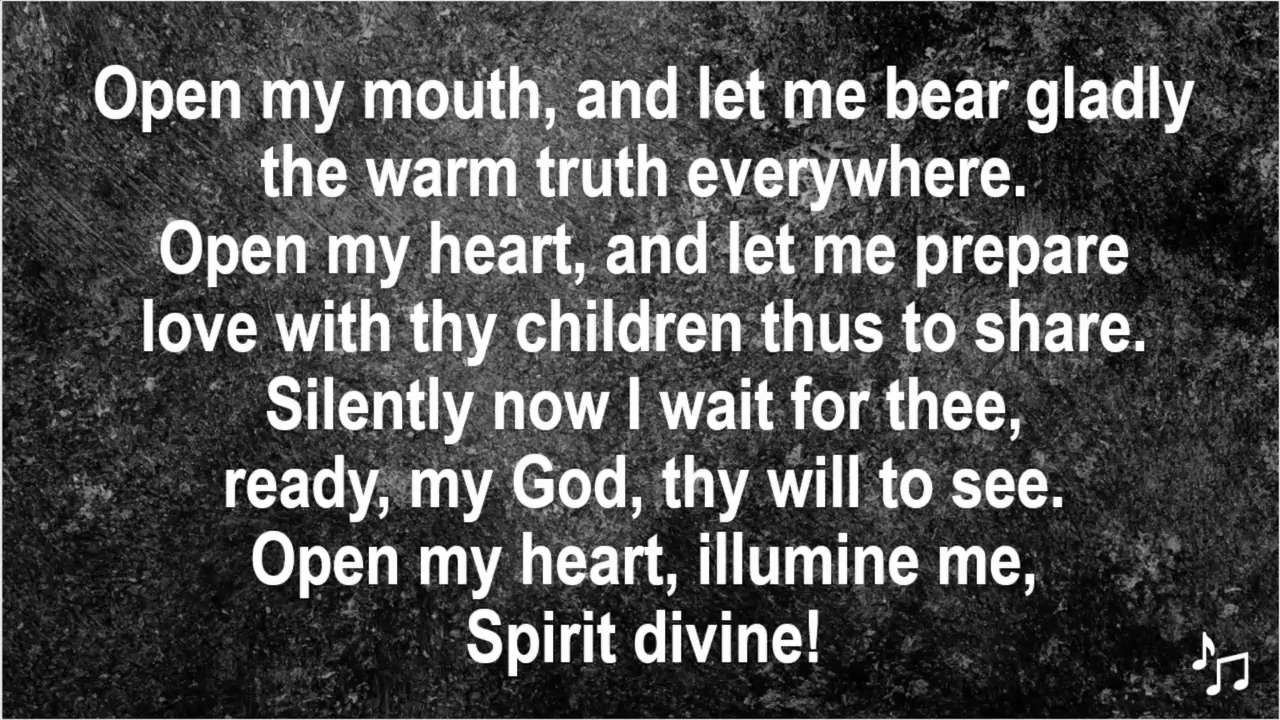 Open my mouth, and let me bear gladly
the warm truth everywhere.
Open my heart, and let me prepare
love with thy children thus to share.
Silently now I wait for thee,
ready, my God, thy will to see.
Open my heart, illumine me,
Spirit divine!